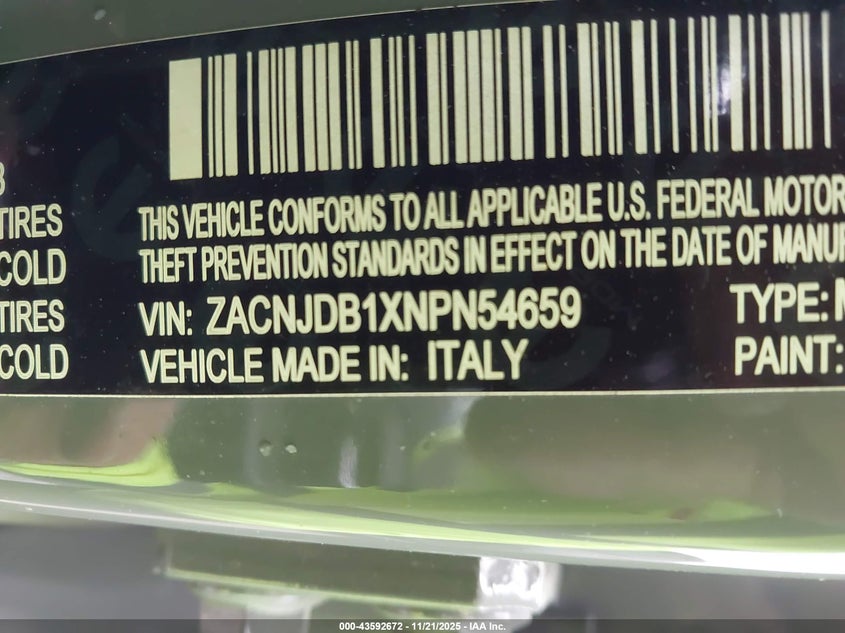 3
TIRES
COLD
TIRES
COLD
THIS VEHICLE CONFORMS TO ALL APPLICABLE U.S. FEDERAL MOTOR
THEFT PREVENTION STANDARDS IN EFFECT ON THE DATE OF MANUF
VIN: ZACNJDB1XNPN54659 TYPE: M
VEHICLE MADE IN: ITALY PAINT:
000-43592672 - 11/21/2025 - IAA Inc.